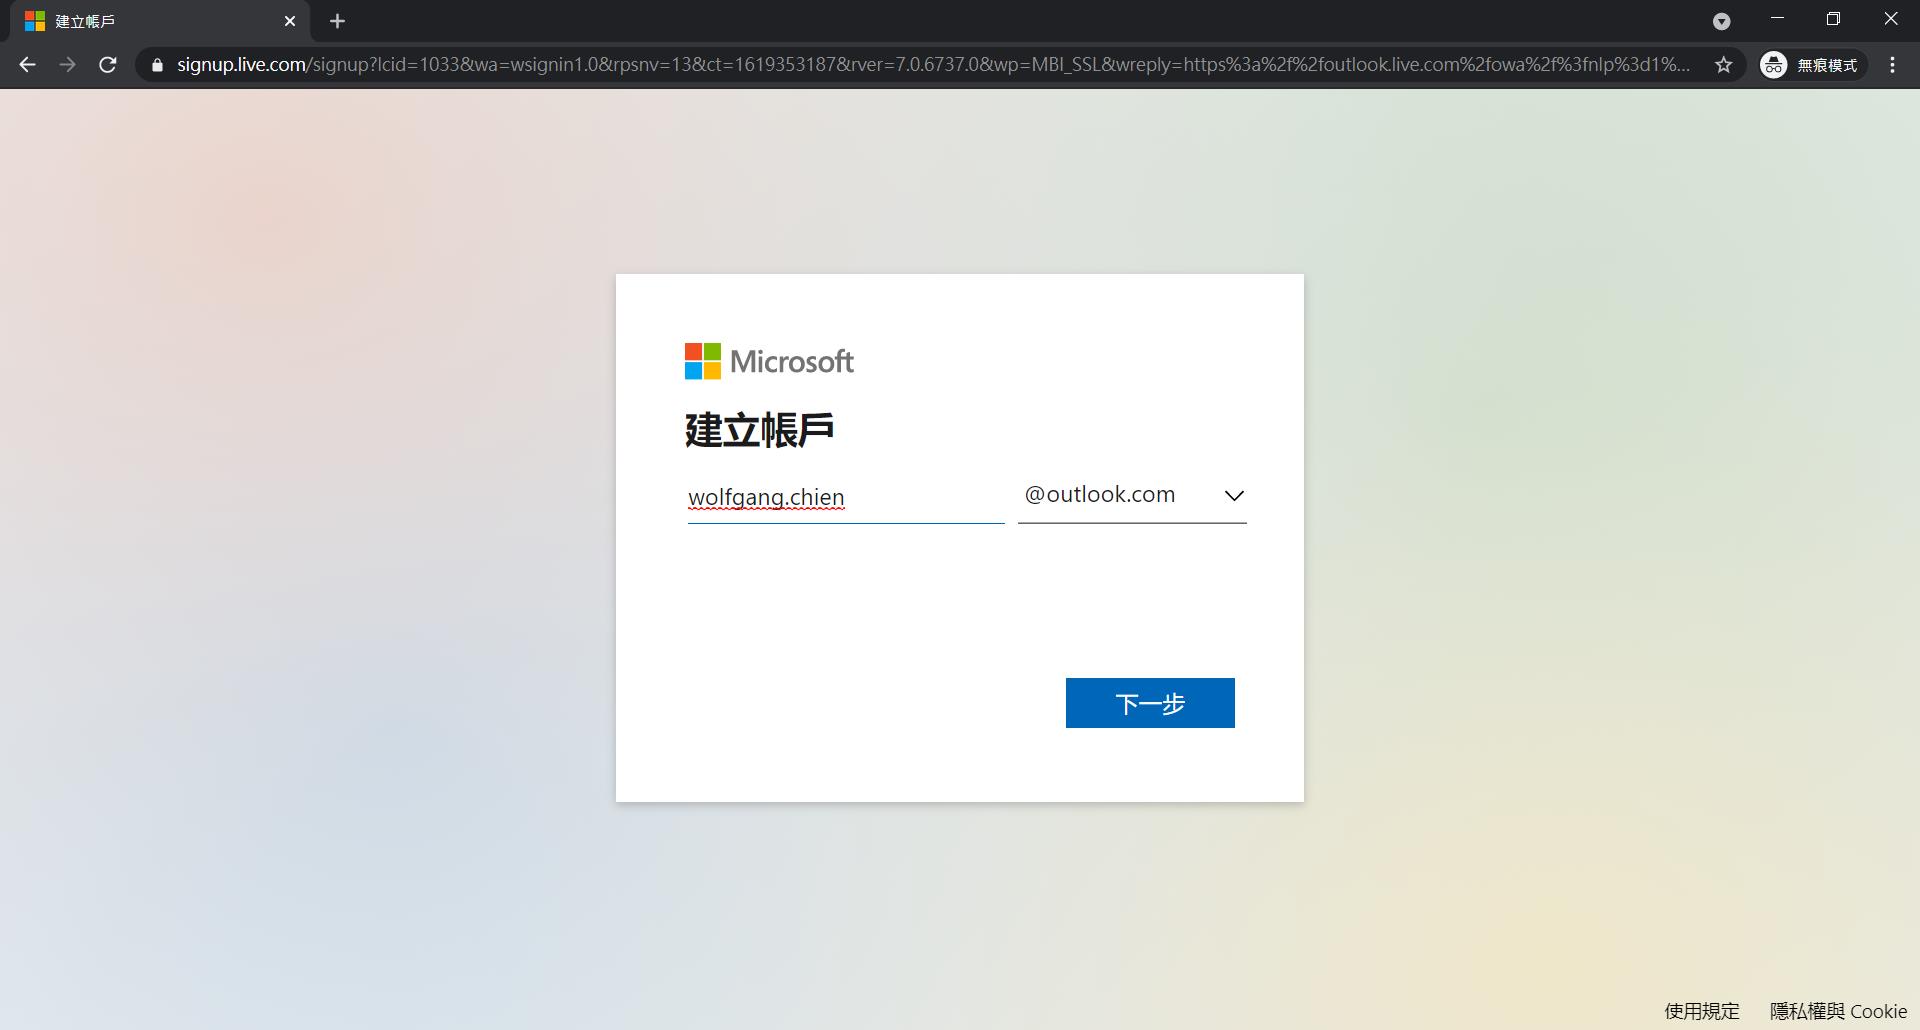 建立帳戶
signup.live.com/signup?lcid=1033&wa=wsignin1.0&rpsnv=13&ct=1619353187&rver=7.0.6737.0&wp=MBI_SSL&wreply=https%3a%2f%2foutlook.live.com%2fowa%2f%3fnlp%3d1%...
無痕模式
Microsoft
建立帳戶
wolfgang.chien
@outlook.com
下一步
使用規定 隱私權與 Cookie